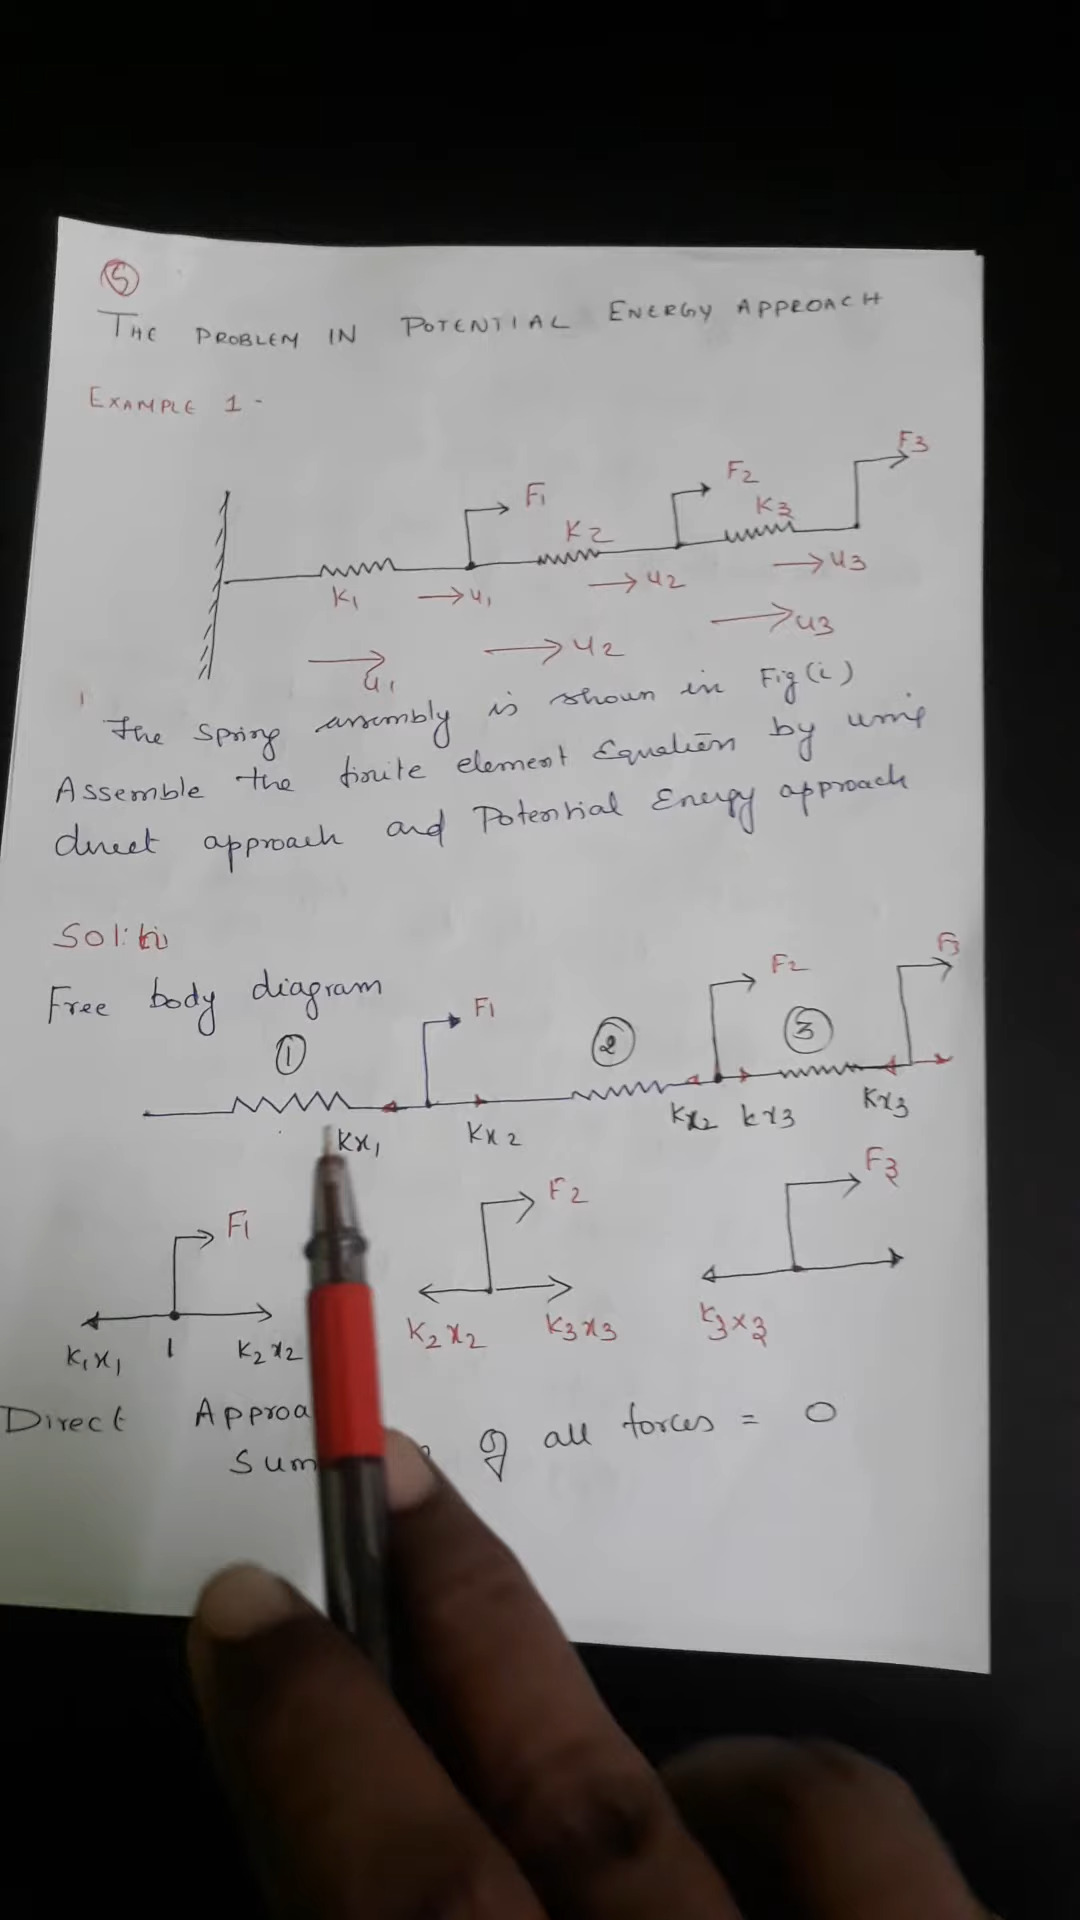 5
THE PROBLEM IN POTENTIAL ENERGY APPROACH
EXAMPLE 1 -
F3
F2
F1
K3
K2
K1
u1
u2
u3
u1
u2
u3
The spring assembly is shown in Fig(i)
Assemble the finite element Equation by using
direct approach and Potential Energy approach
Free body diagram
F1
F2
F3
1
2
3
Kx1
Kx2
Kx2
kx3
Kx3
F1
F2
F3
K1x1
1
K2x2
K2x2
K3x3
K3x3
Direct
of all forces = 0